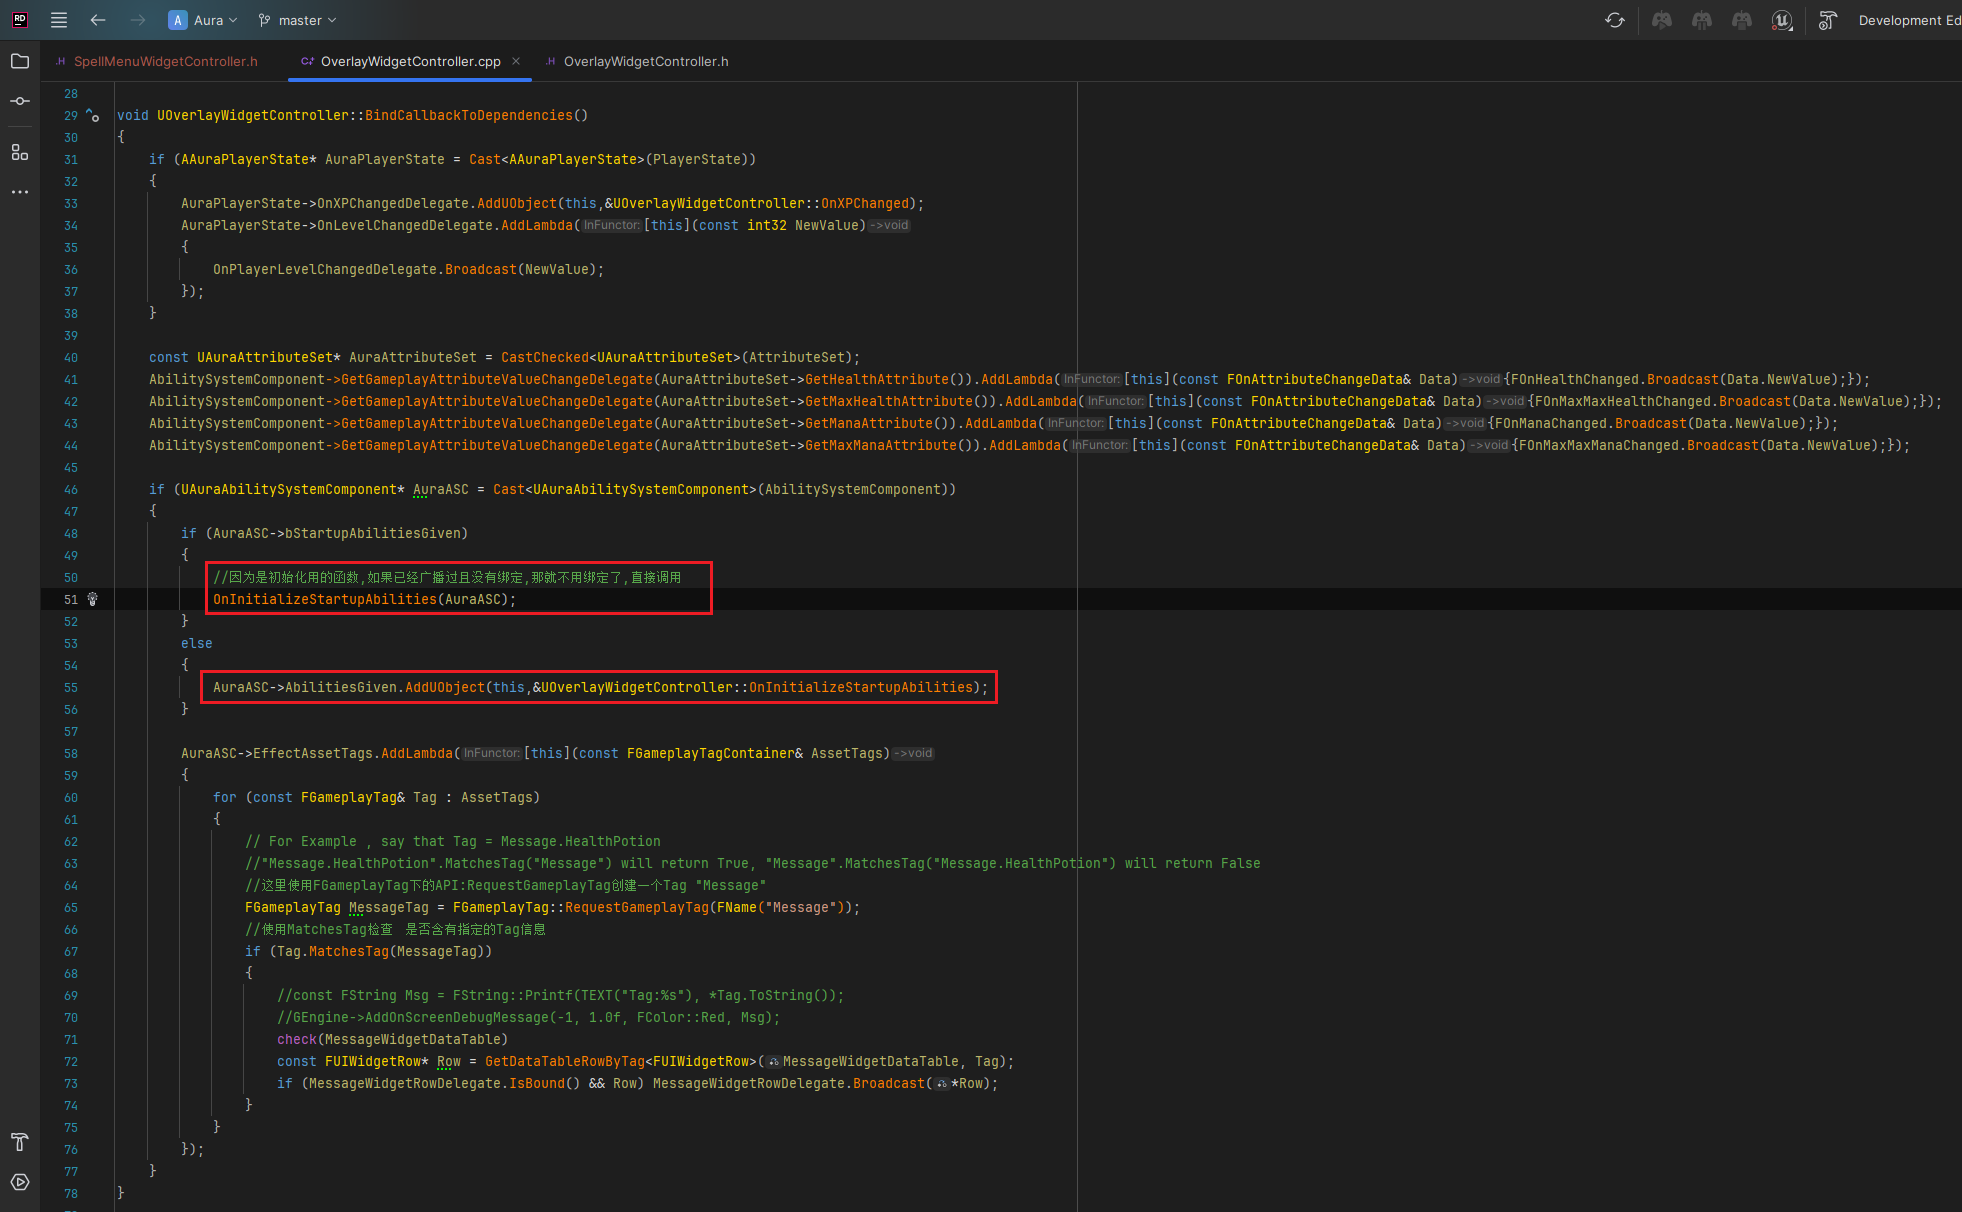 RD
A Aura
master
Development Ed
.H SpellMenuWidgetController.h
C+ OverlayWidgetController.cpp
.H OverlayWidgetController.h
28
29 void UOverlayWidgetController::BindCallbackToDependencies()
30 {
31 if (AAuraPlayerState* AuraPlayerState = Cast<AAuraPlayerState>(PlayerState))
32 {
33 AuraPlayerState->OnXPChangedDelegate.AddUObject(this,&UOverlayWidgetController::OnXPChanged);
34 AuraPlayerState->OnLevelChangedDelegate.AddLambda(InFunctor:[this](const int32 NewValue)->void
35 {
36 OnPlayerLevelChangedDelegate.Broadcast(NewValue);
37 });
38 }
39
40 const UAuraAttributeSet* AuraAttributeSet = CastChecked<UAuraAttributeSet>(AttributeSet);
41 AbilitySystemComponent->GetGameplayAttributeValueChangeDelegate(AuraAttributeSet->GetHealthAttribute()).AddLambda(InFunctor:[this](const FOnAttributeChangeData& Data)->void{FOnHealthChanged.Broadcast(Data.NewValue);});
42 AbilitySystemComponent->GetGameplayAttributeValueChangeDelegate(AuraAttributeSet->GetMaxHealthAttribute()).AddLambda(InFunctor:[this](const FOnAttributeChangeData& Data)->void{FOnMaxMaxHealthChanged.Broadcast(Data.NewValue);});
43 AbilitySystemComponent->GetGameplayAttributeValueChangeDelegate(AuraAttributeSet->GetManaAttribute()).AddLambda(InFunctor:[this](const FOnAttributeChangeData& Data)->void{FOnManaChanged.Broadcast(Data.NewValue);});
44 AbilitySystemComponent->GetGameplayAttributeValueChangeDelegate(AuraAttributeSet->GetMaxManaAttribute()).AddLambda(InFunctor:[this](const FOnAttributeChangeData& Data)->void{FOnMaxMaxManaChanged.Broadcast(Data.NewValue);});
45
46 if (UAuraAbilitySystemComponent* AuraASC = Cast<UAuraAbilitySystemComponent>(AbilitySystemComponent))
47 {
48 if (AuraASC->bStartupAbilitiesGiven)
49 {
50 //因为是初始化用的函数,如果已经广播过且没有绑定,那就不用绑定了,直接调用
51 OnInitializeStartupAbilities(AuraASC);
52 }
53 else
54 {
55 AuraASC->AbilitiesGiven.AddUObject(this,&UOverlayWidgetController::OnInitializeStartupAbilities);
56 }
57
58 AuraASC->EffectAssetTags.AddLambda(InFunctor:[this](const FGameplayTagContainer& AssetTags)->void
59 {
60 for (const FGameplayTag& Tag : AssetTags)
61 {
62 // For Example , say that Tag = Message.HealthPotion
63 //"Message.HealthPotion".MatchesTag("Message") will return True, "Message".MatchesTag("Message.HealthPotion") will return False
64 //这里使用FGameplayTag下的API:RequestGameplayTag创建一个Tag "Message"
65 FGameplayTag MessageTag = FGameplayTag::RequestGameplayTag(FName("Message"));
66 //使用MatchesTag检查 是否含有指定的Tag信息
67 if (Tag.MatchesTag(MessageTag))
68 {
69 //const FString Msg = FString::Printf(TEXT("Tag:%s"), *Tag.ToString());
70 //GEngine->AddOnScreenDebugMessage(-1, 1.0f, FColor::Red, Msg);
71 check(MessageWidgetDataTable)
72 const FUIWidgetRow* Row = GetDataTableRowByTag<FUIWidgetRow>(MessageWidgetDataTable, Tag);
73 if (MessageWidgetRowDelegate.IsBound() && Row) MessageWidgetRowDelegate.Broadcast(*Row);
74 }
75 }
76 });
77 }
78 }